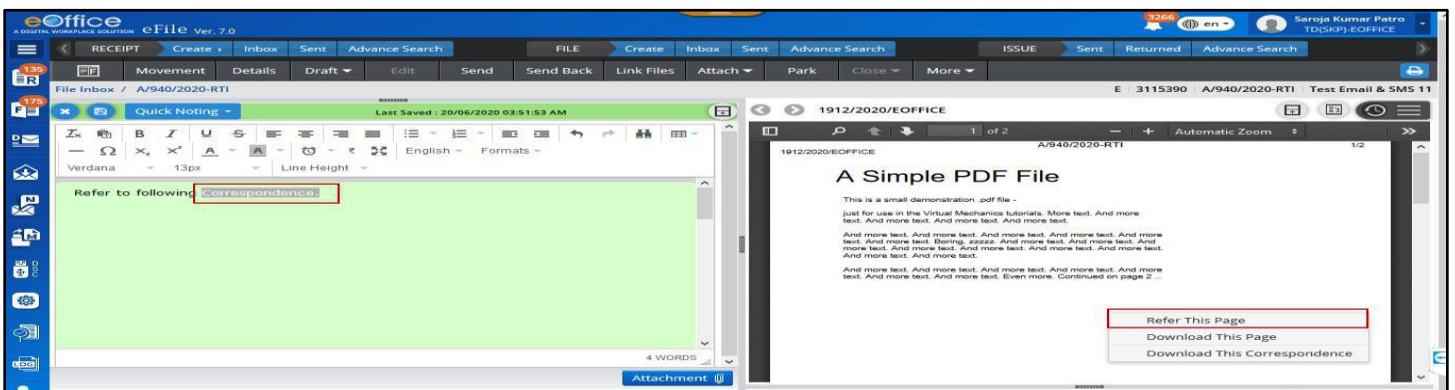 eOffice
A DIGITAL WORKPLACE SOLUTION eFile Ver. 7.0
3266 en Saroja Kumar Patro
TD(SKP)-EOFFICE
RECEIPT Create Inbox Sent Advance Search FILE Create Inbox Sent Advance Search ISSUE Sent Returned Advance Search
135 R Movement Details Draft Edit Send Send Back Link Files Attach Park Close More
File Inbox / A/940/2020-RTI E 3115390 A/940/2020-RTI Test Email & SMS 11
175 F
Quick Noting Last Saved : 20/06/2020 03:51:53 AM
1912/2020/EOFFICE
B I U S
1 of 2 Automatic Zoom
Ω X₂ X² A A English Formats
Verdana 13px Line Height
Refer to following Correspondence.
4 WORDS
Attachment
1912/2020/EOFFICE A/940/2020-RTI 1/2
A Simple PDF File
This is a small demonstration .pdf file -
just for use in the Virtual Mechanics tutorials. More text. And more
text. And more text. And more text. And more text.
And more text. And more text. And more text. And more text. And more
text. And more text. Boring, zzzzz. And more text. And more text. And
more text. And more text. And more text. And more text. And more text.
And more text. And more text.
And more text. And more text. And more text. And more text. And more
text. And more text. And more text. Even more. Continued on page 2 ...
Refer This Page
Download This Page
Download This Correspondence
LOG